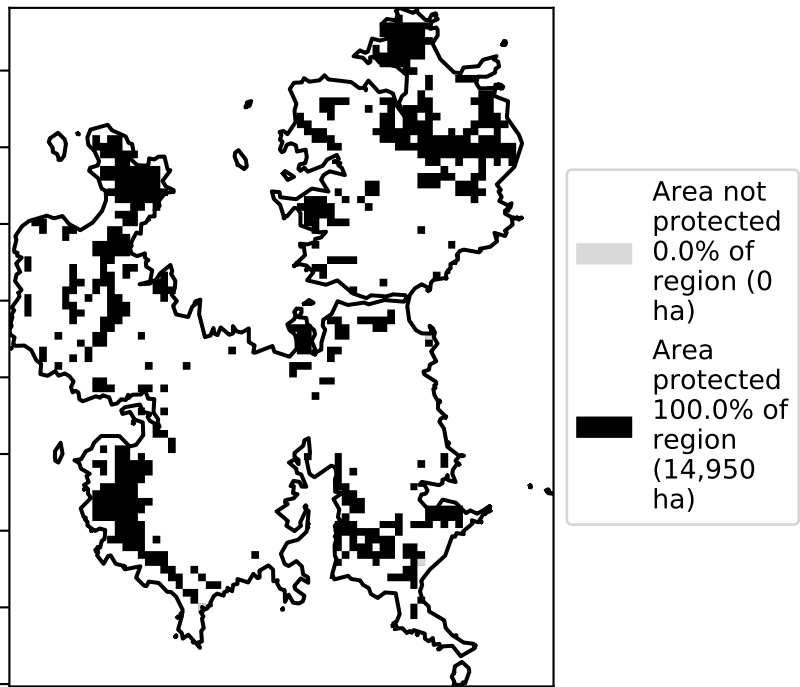 Area not
protected
0.0% of
region (0
ha)
Area
protected
100.0% of
region
(14,950
ha)